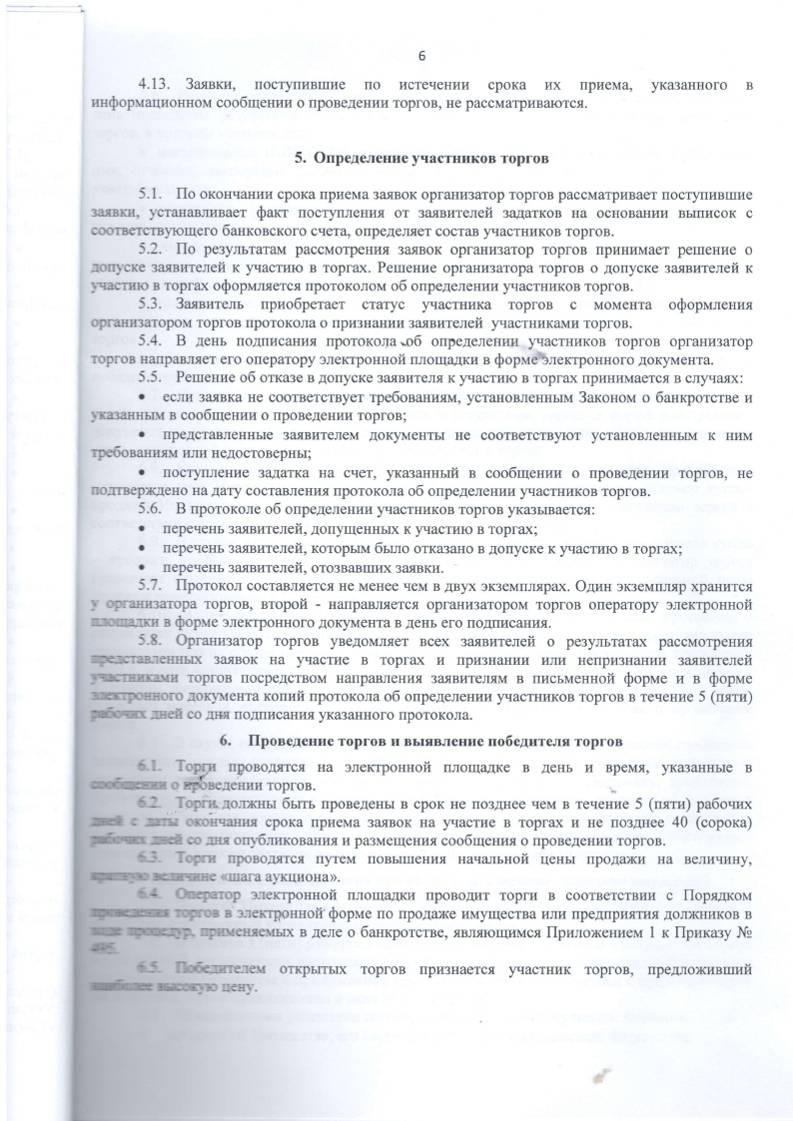 6
4.13. Заявки, поступившие по истечении срока их приема, указанного в
информационном сообщении о проведении торгов, не рассматриваются.
5. Определение участников торгов
5.1. По окончании срока приема заявок организатор торгов рассматривает поступившие
заявки, устанавливает факт поступления от заявителей задатков на основании выписок с
соответствующего банковского счета, определяет состав участников торгов.
5.2. По результатам рассмотрения заявок организатор торгов принимает решение о
допуске заявителей к участию в торгах. Решение организатора торгов о допуске заявителей к
участию в торгах оформляется протоколом об определении участников торгов.
5.3. Заявитель приобретает статус участника торгов с момента оформления
организатором торгов протокола о признании заявителей участниками торгов.
5.4. В день подписания протокола об определении участников торгов организатор
торгов направляет его оператору электронной площадки в форме электронного документа.
5.5. Решение об отказе в допуске заявителя к участию в торгах принимается в случаях:
• если заявка не соответствует требованиям, установленным Законом о банкротстве и
указанным в сообщении о проведении торгов;
• представленные заявителем документы не соответствуют установленным к ним
требованиям или недостоверны;
• поступление задатка на счет, указанный в сообщении о проведении торгов, не
подтверждено на дату составления протокола об определении участников торгов.
5.6. В протоколе об определении участников торгов указывается:
• перечень заявителей, допущенных к участию в торгах;
• перечень заявителей, которым было отказано в допуске к участию в торгах;
• перечень заявителей, отозвавших заявки.
5.7. Протокол составляется не менее чем в двух экземплярах. Один экземпляр хранится
у организатора торгов, второй - направляется организатором торгов оператору электронной
площадки в форме электронного документа в день его подписания.
5.8. Организатор торгов уведомляет всех заявителей о результатах рассмотрения
представленных заявок на участие в торгах и признании или непризнании заявителей
участниками торгов посредством направления заявителям в письменной форме и в форме
электронного документа копий протокола об определении участников торгов в течение 5 (пяти)
рабочих дней со дня подписания указанного протокола.
6. Проведение торгов и выявление победителя торгов
6.1. Торги проводятся на электронной площадке в день и время, указанные в
сообщении о проведении торгов.
6.2. Торги должны быть проведены в срок не позднее чем в течение 5 (пяти) рабочих
дней с даты окончания срока приема заявок на участие в торгах и не позднее 40 (сорока)
рабочих дней со дня опубликования и размещения сообщения о проведении торгов.
6.3. Торги проводятся путем повышения начальной цены продажи на величину,
кратную величине «шага аукциона».
6.4. Оператор электронной площадки проводит торги в соответствии с Порядком
проведения торгов в электронной форме по продаже имущества или предприятия должников в
ходе процедур, применяемых в деле о банкротстве, являющимся Приложением 1 к Приказу №
495.
6.5. Победителем открытых торгов признается участник торгов, предложивший
наиболее высокую цену.